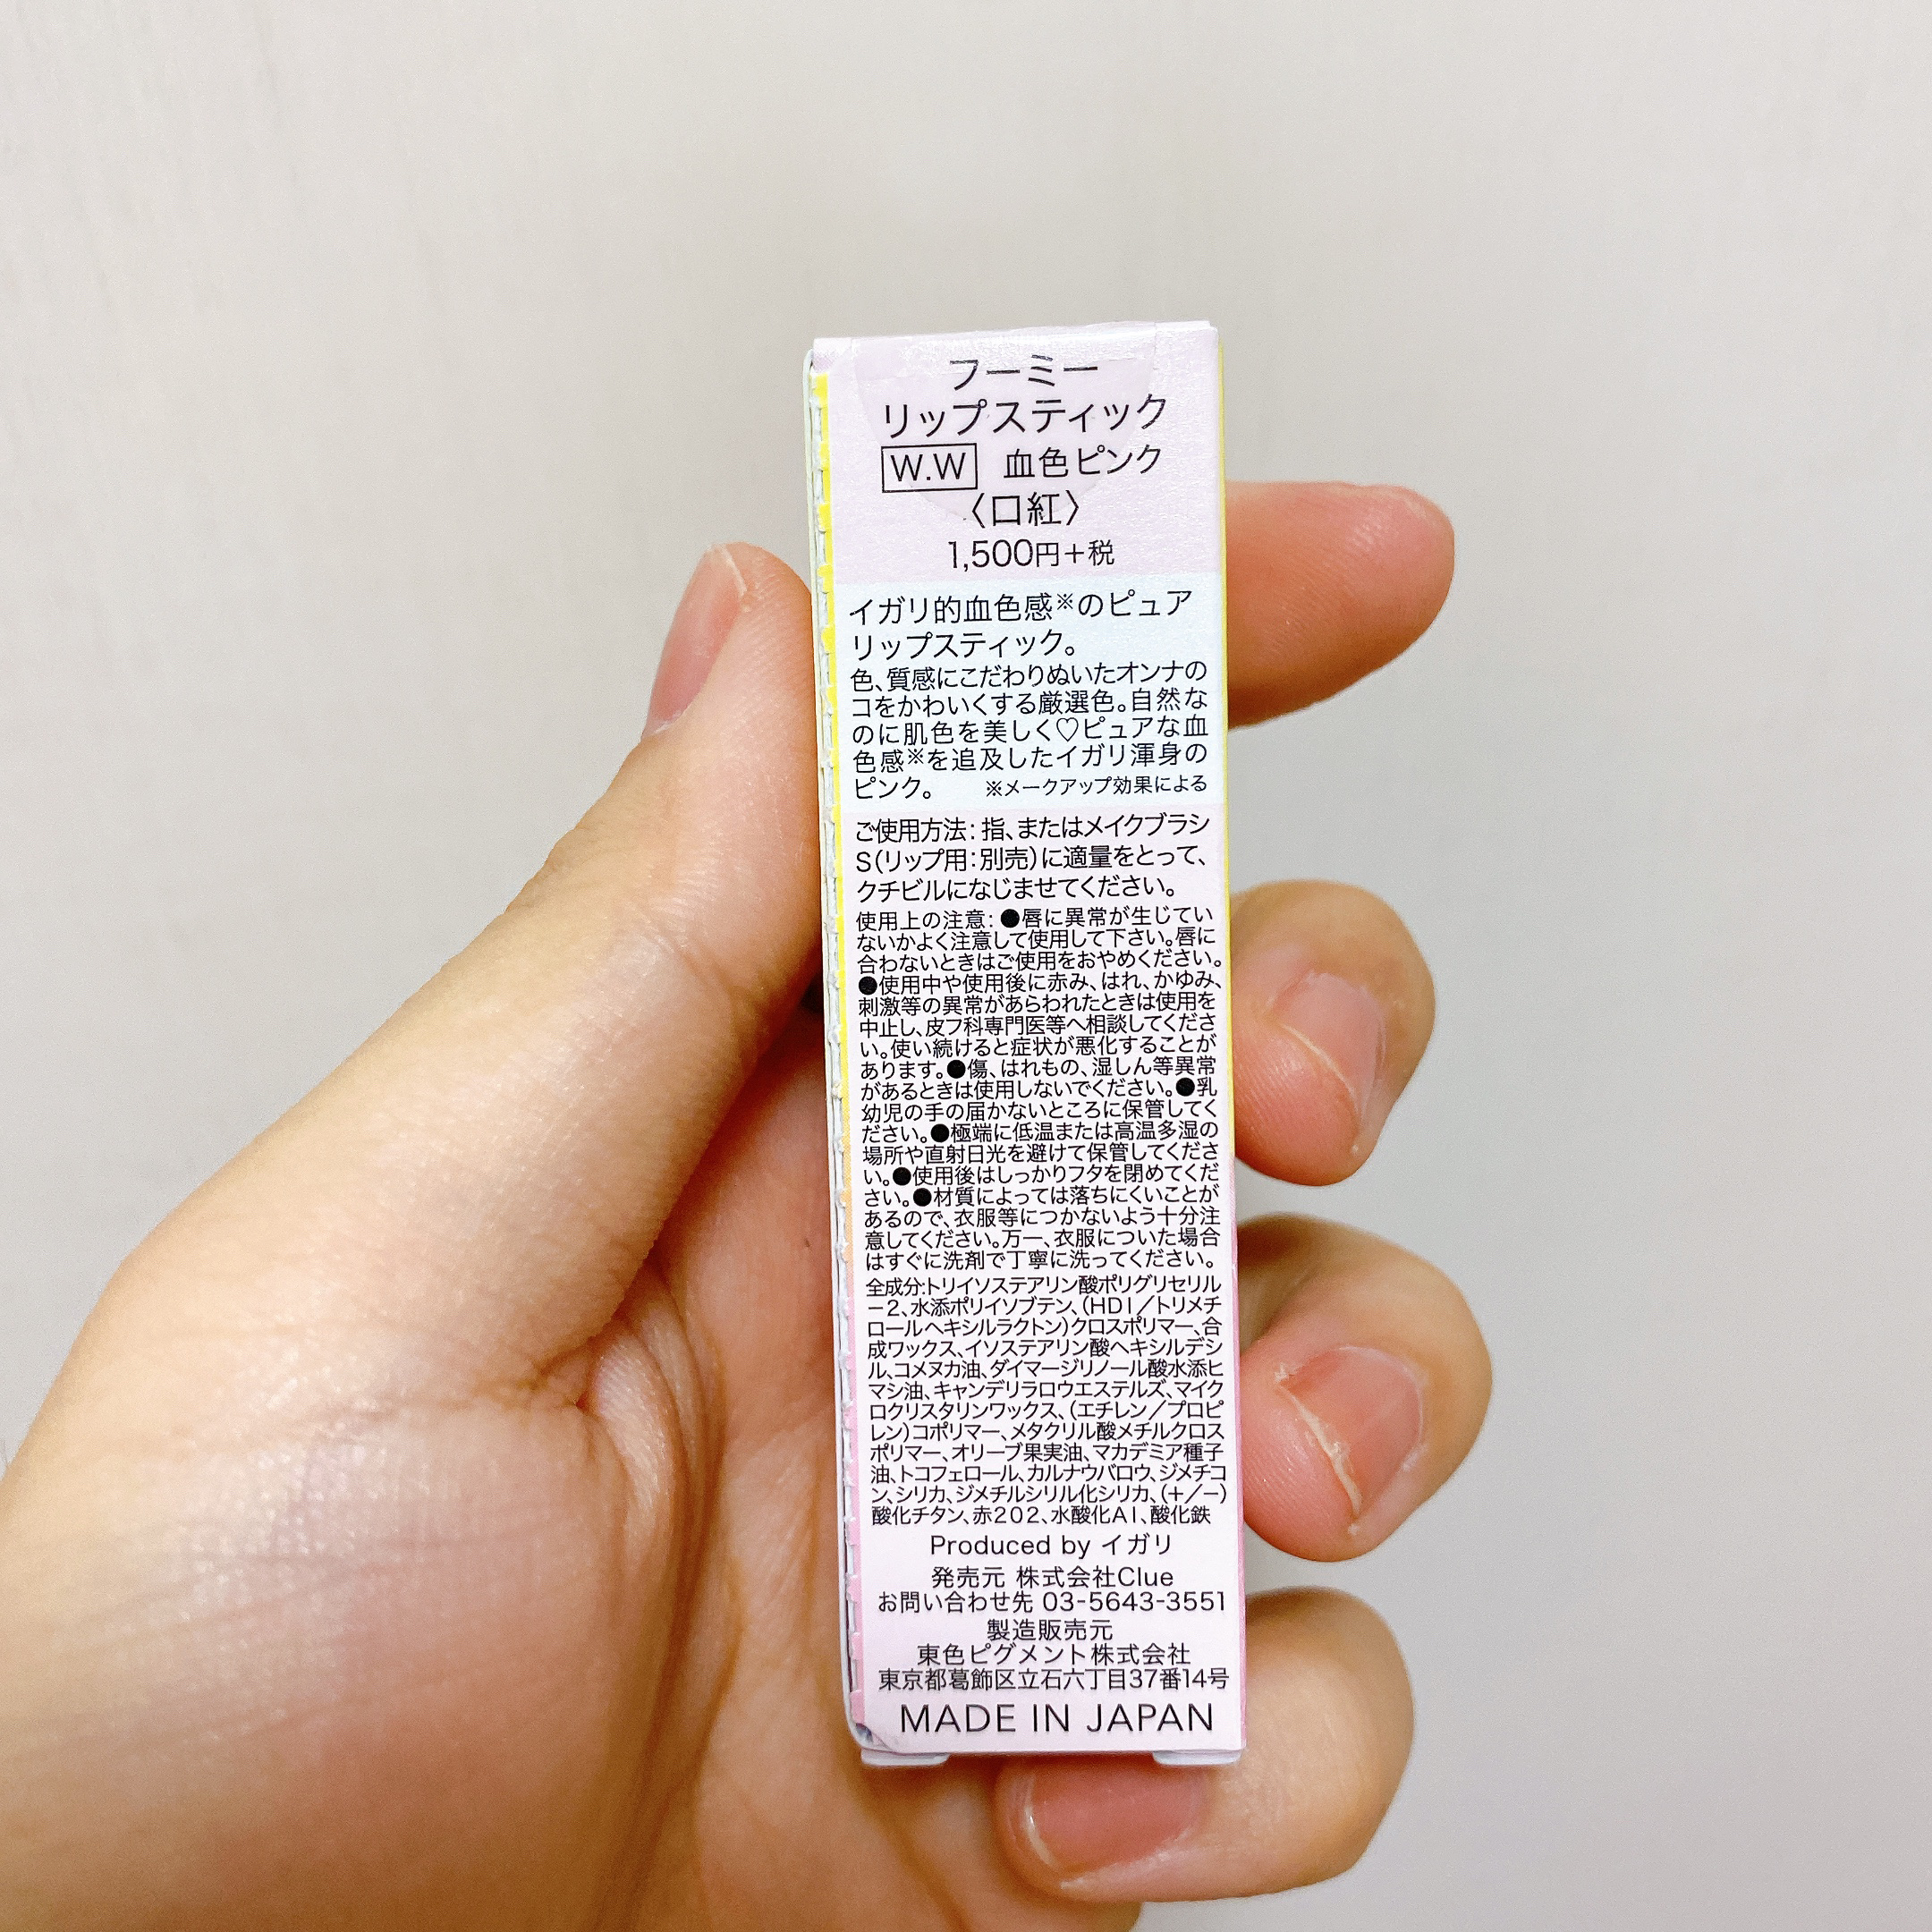 フーミー
リップスティック
W.W 血色ピンク
〈口紅〉
1,500円+税
イガリ的血色感※のピュア
リップスティック。
色、質感にこだわりぬいたオンナの
コをかわいくする厳選色。自然な
のに肌色を美しく♡ピュアな血
色感※を追及したイガリ渾身の
ピンク。 ※メークアップ効果による
ご使用方法：指、またはメイクブラシ
S(リップ用：別売)に適量をとって、
クチビルになじませてください。
使用上の注意：●唇に異常が生じてい
ないかよく注意して使用して下さい。唇に
合わないときはご使用をおやめください。
●使用中や使用後に赤み、はれ、かゆみ、
刺激等の異常があらわれたときは使用を
中止し、皮フ科専門医等へ相談してくださ
い。使い続けると症状が悪化することが
あります。●傷、はれもの、湿しん等異常
があるときは使用しないでください。●乳
幼児の手の届かないところに保管してく
ださい。●極端に低温または高温多湿の
場所や直射日光を避けて保管してくださ
い。●使用後はしっかりフタを閉めてくだ
さい。●材質によっては落ちにくいことが
あるので、衣服等につかないよう十分注
意してください。万一、衣服についた場合
はすぐに洗剤で丁寧に洗ってください。
全成分:トリイソステアリン酸ポリグリセリル
－2、水添ポリイソブテン、(HDI／トリメチ
ロールヘキシルラクトン)クロスポリマー、合
成ワックス、イソステアリン酸ヘキシルデシ
ル、コメヌカ油、ダイマージリノール酸水添ヒ
マシ油、キャンデリラロウエステルズ、マイク
ロクリスタリンワックス、(エチレン／プロピ
レン)コポリマー、メタクリル酸メチルクロス
ポリマー、オリーブ果実油、マカデミア種子
油、トコフェロール、カルナウバロウ、ジメチコ
ン、シリカ、ジメチルシリル化シリカ、(+／−)
酸化チタン、赤202、水酸化Al、酸化鉄
Produced by イガリ
発売元 株式会社Clue
お問い合わせ先 03-5643-3551
製造販売元
東色ピグメント株式会社
東京都葛飾区立石六丁目37番14号
MADE IN JAPAN